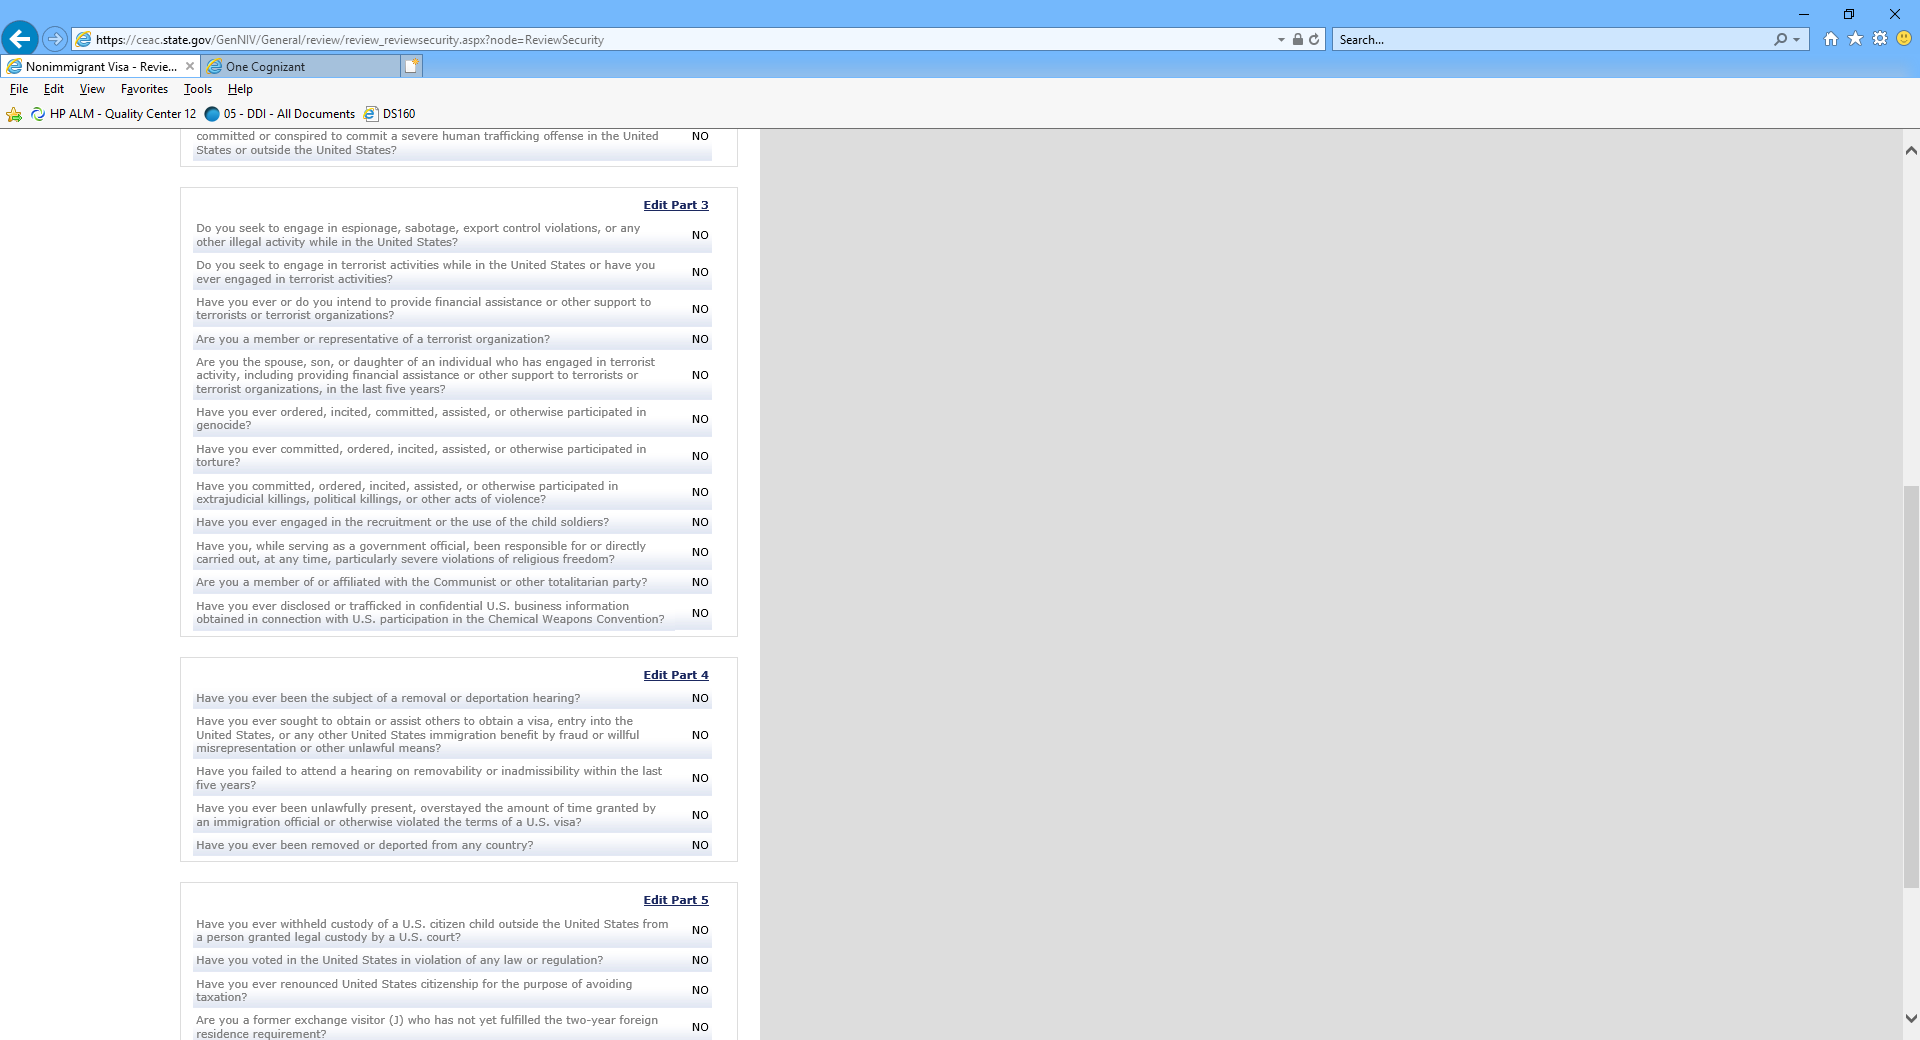 https://ceac.state.gov/GenNIV/General/review/review_reviewsecurity.aspx?node=ReviewSecurity
Search...
Nonimmigrant Visa - Revie...
One Cognizant
File Edit View Favorites Tools Help
HP ALM - Quality Center 12 05 - DDI - All Documents DS160
committed or conspired to commit a severe human trafficking offense in the United
States or outside the United States?
NO
Edit Part 3
Do you seek to engage in espionage, sabotage, export control violations, or any
other illegal activity while in the United States?
NO
Do you seek to engage in terrorist activities while in the United States or have you
ever engaged in terrorist activities?
NO
Have you ever or do you intend to provide financial assistance or other support to
terrorists or terrorist organizations?
NO
Are you a member or representative of a terrorist organization?
NO
Are you the spouse, son, or daughter of an individual who has engaged in terrorist
activity, including providing financial assistance or other support to terrorists or
terrorist organizations, in the last five years?
NO
Have you ever ordered, incited, committed, assisted, or otherwise participated in
genocide?
NO
Have you ever committed, ordered, incited, assisted, or otherwise participated in
torture?
NO
Have you committed, ordered, incited, assisted, or otherwise participated in
extrajudicial killings, political killings, or other acts of violence?
NO
Have you ever engaged in the recruitment or the use of the child soldiers?
NO
Have you, while serving as a government official, been responsible for or directly
carried out, at any time, particularly severe violations of religious freedom?
NO
Are you a member of or affiliated with the Communist or other totalitarian party?
NO
Have you ever disclosed or trafficked in confidential U.S. business information
obtained in connection with U.S. participation in the Chemical Weapons Convention?
NO
Edit Part 4
Have you ever been the subject of a removal or deportation hearing?
NO
Have you ever sought to obtain or assist others to obtain a visa, entry into the
United States, or any other United States immigration benefit by fraud or willful
misrepresentation or other unlawful means?
NO
Have you failed to attend a hearing on removability or inadmissibility within the last
five years?
NO
Have you ever been unlawfully present, overstayed the amount of time granted by
an immigration official or otherwise violated the terms of a U.S. visa?
NO
Have you ever been removed or deported from any country?
NO
Edit Part 5
Have you ever withheld custody of a U.S. citizen child outside the United States from
a person granted legal custody by a U.S. court?
NO
Have you voted in the United States in violation of any law or regulation?
NO
Have you ever renounced United States citizenship for the purpose of avoiding
taxation?
NO
Are you a former exchange visitor (J) who has not yet fulfilled the two-year foreign
residence requirement?
NO